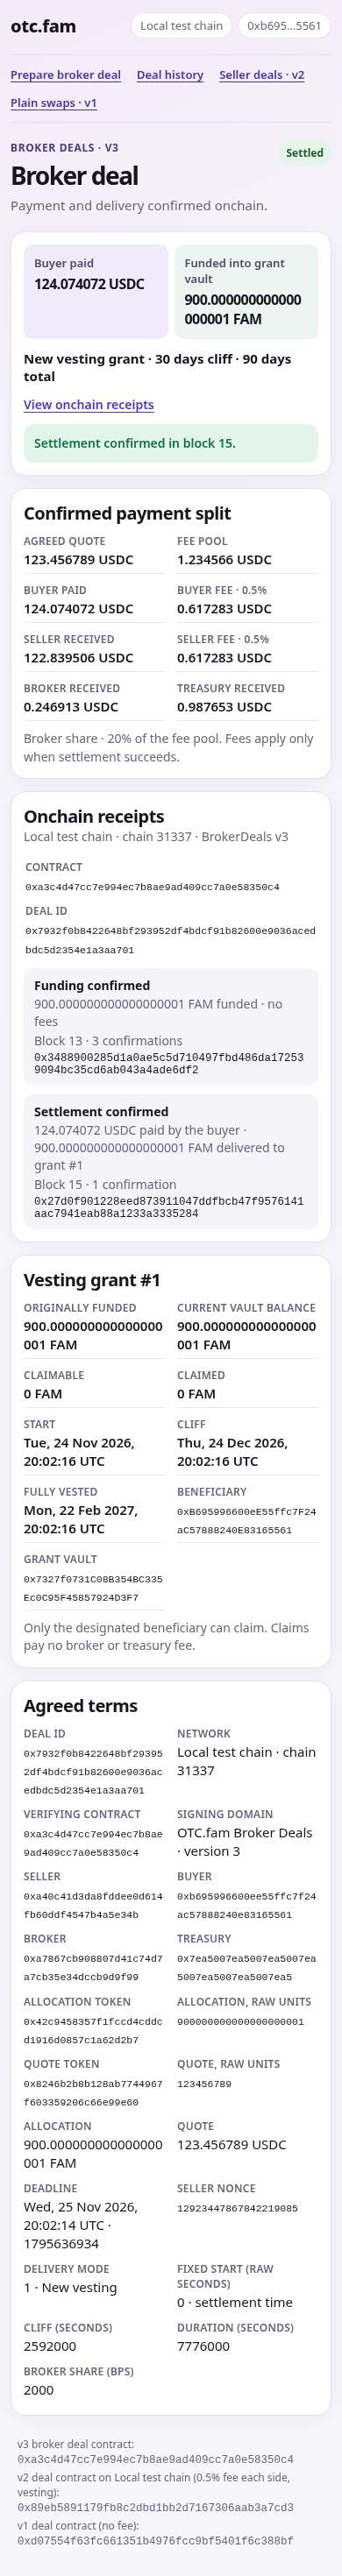 otc.fam
Local test chain
0xb695…5561
Prepare broker deal
Deal history
Seller deals · v2
Plain swaps · v1
BROKER DEALS · V3
Settled
Broker deal
Payment and delivery confirmed onchain.
Buyer paid
124.074072 USDC
Funded into grant
vault
900.000000000000
000001 FAM
New vesting grant · 30 days cliff · 90 days
total
View onchain receipts
Settlement confirmed in block 15.
Confirmed payment split
AGREED QUOTE
123.456789 USDC
FEE POOL
1.234566 USDC
BUYER PAID
124.074072 USDC
BUYER FEE · 0.5%
0.617283 USDC
SELLER RECEIVED
122.839506 USDC
SELLER FEE · 0.5%
0.617283 USDC
BROKER RECEIVED
0.246913 USDC
TREASURY RECEIVED
0.987653 USDC
Broker share · 20% of the fee pool. Fees apply only
when settlement succeeds.
Onchain receipts
Local test chain · chain 31337 · BrokerDeals v3
CONTRACT
0xa3c4d47cc7e994ec7b8ae9ad409cc7a0e58350c4
DEAL ID
0x7932f0b8422648bf293952df4bdcf91b82600e9036aced
bdc5d2354e1a3aa701
Funding confirmed
900.000000000000000001 FAM funded · no
fees
Block 13 · 3 confirmations
0x3488900285d1a0ae5c5d710497fbd486da17253
9094bc35cd6ab043a4ade6df2
Settlement confirmed
124.074072 USDC paid by the buyer ·
900.000000000000000001 FAM delivered to
grant #1
Block 15 · 1 confirmation
0x27d0f901228eed873911047ddfbcb47f9576141
aac7941eab88a1233a3335284
Vesting grant #1
ORIGINALLY FUNDED
900.000000000000000
001 FAM
CURRENT VAULT BALANCE
900.000000000000000
001 FAM
CLAIMABLE
0 FAM
CLAIMED
0 FAM
START
Tue, 24 Nov 2026,
20:02:16 UTC
CLIFF
Thu, 24 Dec 2026,
20:02:16 UTC
FULLY VESTED
Mon, 22 Feb 2027,
20:02:16 UTC
BENEFICIARY
0xB695996600eE55ffc7F24
aC57888240E83165561
GRANT VAULT
0x7327f0731C08B354BC335
Ec0C95F45857924D3F7
Only the designated beneficiary can claim. Claims
pay no broker or treasury fee.
Agreed terms
DEAL ID
0x7932f0b8422648bf29395
2df4bdcf91b82600e9036ac
edbdc5d2354e1a3aa701
NETWORK
Local test chain · chain
31337
VERIFYING CONTRACT
0xa3c4d47cc7e994ec7b8ae
9ad409cc7a0e58350c4
SIGNING DOMAIN
OTC.fam Broker Deals
· version 3
SELLER
0xa40c41d3da8fddee0d614
fb60ddf4547b4a5e34b
BUYER
0xb695996600ee55ffc7f24
ac57888240e83165561
BROKER
0xa7867cb908807d41c74d7
a7cb35e34dccb9d9f99
TREASURY
0x7ea5007ea5007ea5007ea
5007ea5007ea5007ea5
ALLOCATION TOKEN
0x42c9458357f1fccd4cddc
d1916d0857c1a62d2b7
ALLOCATION, RAW UNITS
900000000000000000001
QUOTE TOKEN
0x8246b2b8b128ab7744967
f603359206c66e99e60
QUOTE, RAW UNITS
123456789
ALLOCATION
900.000000000000000
001 FAM
QUOTE
123.456789 USDC
DEADLINE
Wed, 25 Nov 2026,
20:02:14 UTC ·
1795636934
SELLER NONCE
12923447867842219085
DELIVERY MODE
1 · New vesting
FIXED START (RAW
SECONDS)
0 · settlement time
CLIFF (SECONDS)
2592000
DURATION (SECONDS)
7776000
BROKER SHARE (BPS)
2000
v3 broker deal contract:
0xa3c4d47cc7e994ec7b8ae9ad409cc7a0e58350c4
v2 deal contract on Local test chain (0.5% fee each side,
vesting):
0x89eb5891179fb8c2dbd1bb2d7167306aab3a7cd3
v1 deal contract (no fee):
0xd07554f63fc661351b4976fcc9bf5401f6c388bf